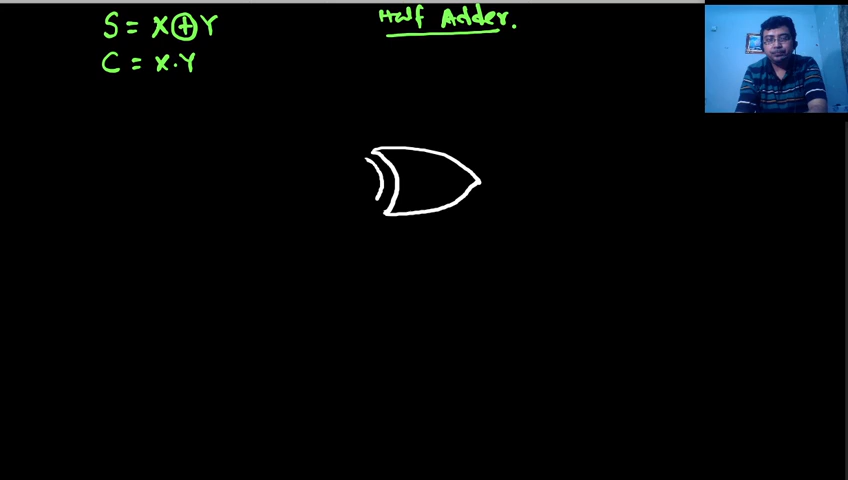 S = X ⊕ Y
C = X · Y
Half Adder.